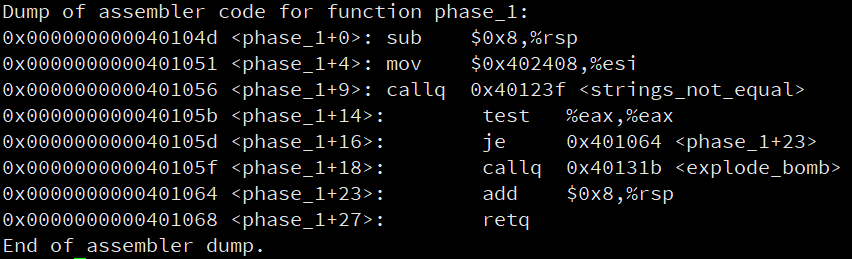 Dump of assembler code for function phase_1:
0x000000000040104d <phase_1+0>: sub    $0x8,%rsp
0x0000000000401051 <phase_1+4>: mov    $0x402408,%esi
0x0000000000401056 <phase_1+9>: callq  0x40123f <strings_not_equal>
0x000000000040105b <phase_1+14>:        test   %eax,%eax
0x000000000040105d <phase_1+16>:        je     0x401064 <phase_1+23>
0x000000000040105f <phase_1+18>:        callq  0x40131b <explode_bomb>
0x0000000000401064 <phase_1+23>:        add    $0x8,%rsp
0x0000000000401068 <phase_1+27>:        retq
End of assembler dump.